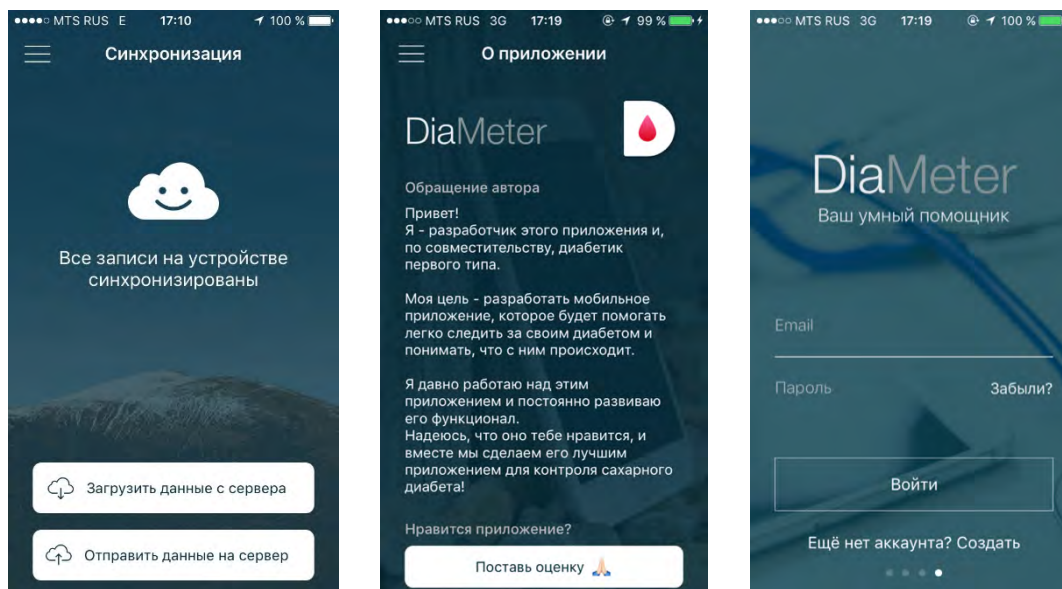 MTS RUS E 17:10 100 %
Синхронизация
Все записи на устройстве
синхронизированы
Загрузить данные с сервера
Отправить данные на сервер
MTS RUS 3G 17:19 99 %
О приложении
DiaMeter
Обращение автора
Привет!
Я - разработчик этого приложения и,
по совместительству, диабетик
первого типа.
Моя цель - разработать мобильное
приложение, которое будет помогать
легко следить за своим диабетом и
понимать, что с ним происходит.
Я давно работаю над этим
приложением и постоянно развиваю
его функционал.
Надеюсь, что оно тебе нравится, и
вместе мы сделаем его лучшим
приложением для контроля сахарного
диабета!
Нравится приложение?
Поставь оценку 🙏🏻
MTS RUS 3G 17:19 100 %
DiaMeter
Ваш умный помощник
Email
Пароль Забыли?
Войти
Ещё нет аккаунта? Создать